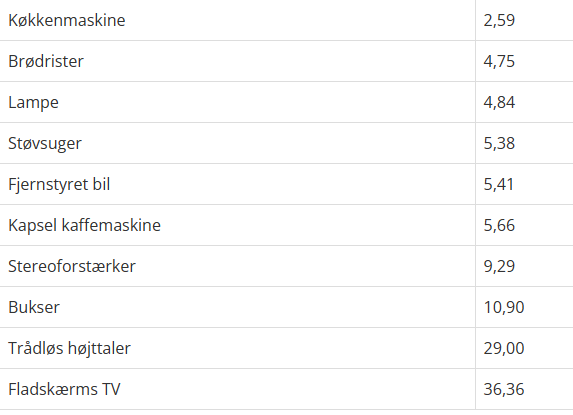 Køkkenmaskine 2,59
Brødrister 4,75
Lampe 4,84
Støvsuger 5,38
Fjernstyret bil 5,41
Kapsel kaffemaskine 5,66
Stereoforstærker 9,29
Bukser 10,90
Trådløs højttaler 29,00
Fladskærms TV 36,36